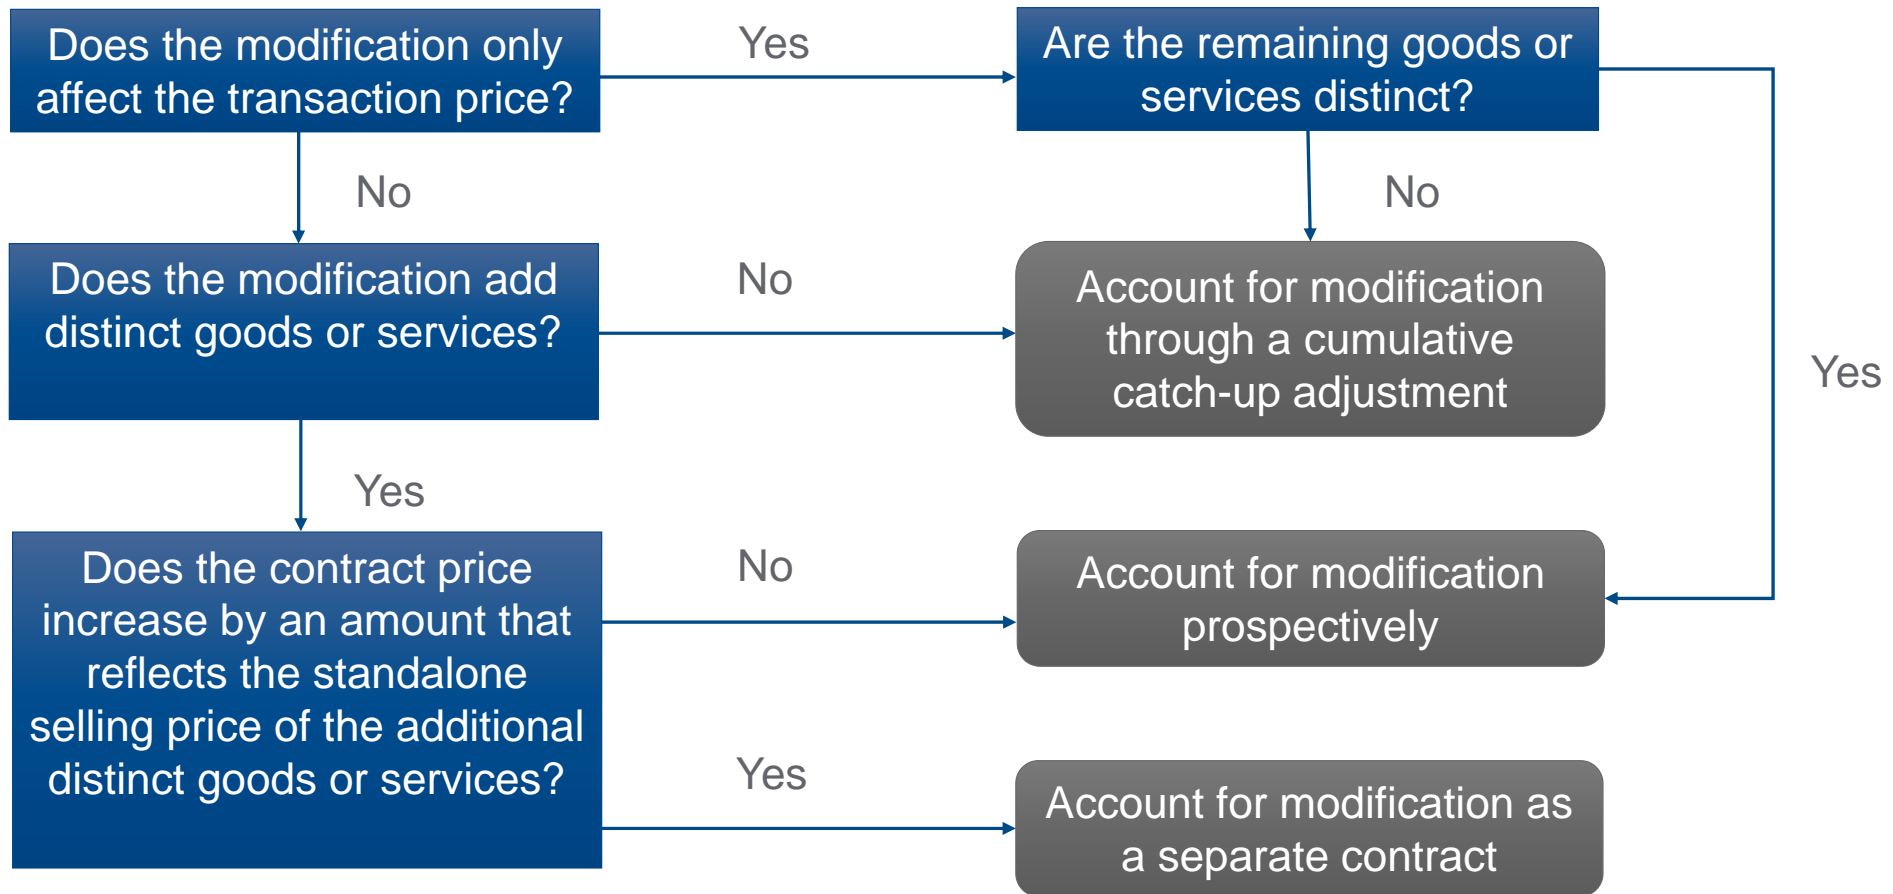 Does the modification only
affect the transaction price?
Yes
Are the remaining goods or
services distinct?
No
No
Yes
Does the modification add
distinct goods or services?
No
Account for modification
through a cumulative
catch-up adjustment
Yes
Does the contract price
increase by an amount that
reflects the standalone
selling price of the additional
distinct goods or services?
No
Account for modification
prospectively
Yes
Account for modification as
a separate contract